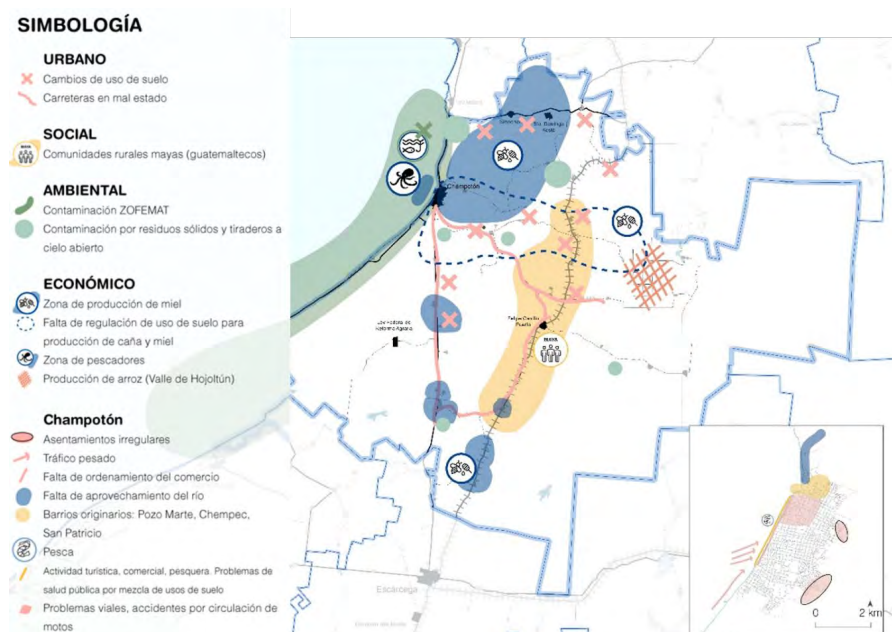 SIMBOLOGÍA
URBANO
Cambios de uso de suelo
Carreteras en mal estado
SOCIAL
MAYA
Comunidades rurales mayas (guatemaltecos)
AMBIENTAL
Contaminación ZOFEMAT
Contaminación por residuos sólidos y tiraderos a
cielo abierto
ECONÓMICO
Zona de producción de miel
Falta de regulación de uso de suelo para
producción de caña y miel
Zona de pescadores
Producción de arroz (Valle de Hojoltún)
Champotón
Asentamientos irregulares
Tráfico pesado
Falta de ordenamiento del comercio
Falta de aprovechamiento del río
Barrios originarios: Pozo Marte, Chempec,
San Patricio
Pesca
Actividad turística, comercial, pesquera. Problemas de
salud pública por mezcla de usos de suelo
Problemas viales, accidentes por circulación de
motos
Champotón
Felipe Carrillo
Puerto
MAYA
Escárcega
0 2 km